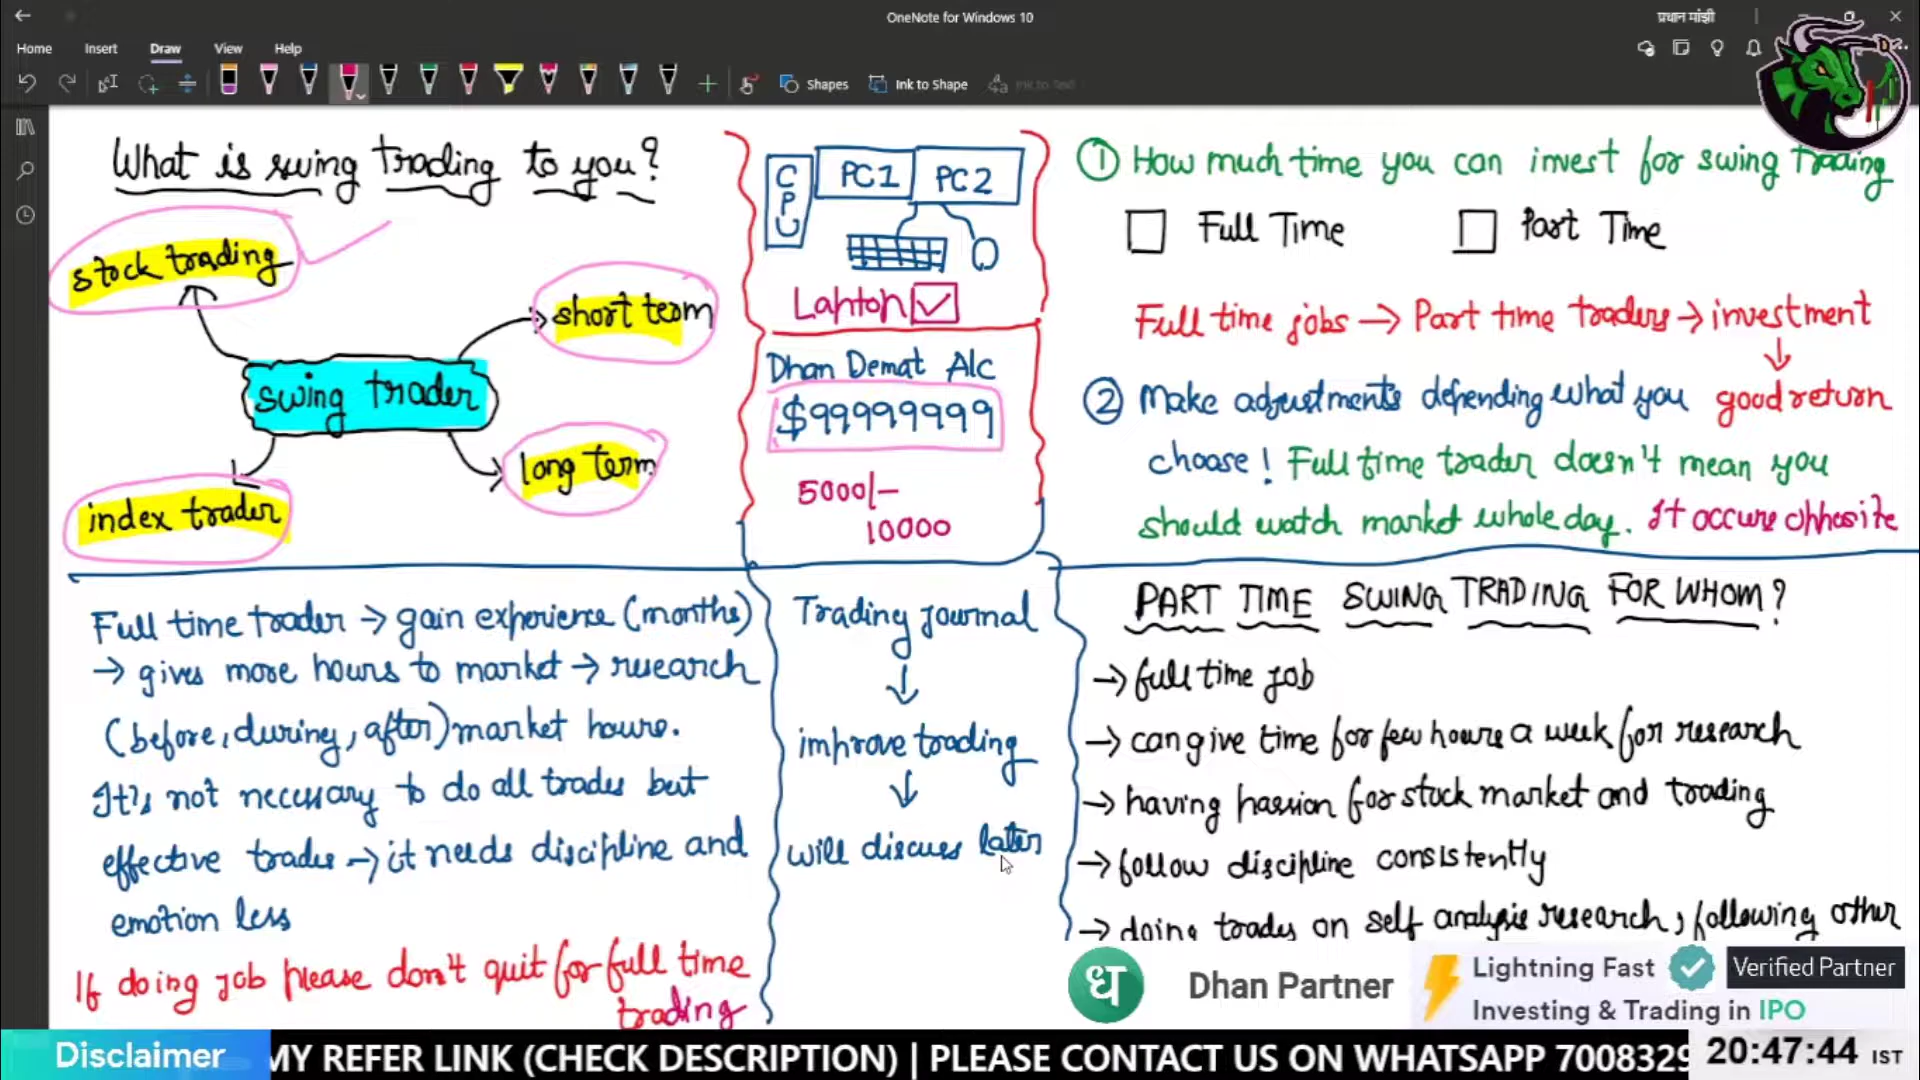 OneNote for Windows 10
प्रधान मांझी
Home Insert Draw View Help
Shapes Ink to Shape Ink to Text
What is swing trading to you?
stock trading
short term
swing trader
long term
index trader
CPU
PC1 PC2
Laptop
Dhan Demat A/c
$99999999
5000/-
10000
① How much time you can invest for swing trading
Full Time Part Time
Full time jobs → Part time traders → investment
↓
② Make adjustments depending what you good return
choose! Full time trader doesn't mean you
should watch market whole day. It occurs opposite
Full time trader → gain experience (months)
→ gives more hours to market → research
(before, during, after) market hours.
It's not necessary to do all trades but
effective trades → it needs discipline and
emotion less
If doing job please don't quit for full time
trading
Trading journal
↓
improve trading
↓
will discuss later
PART TIME SWING TRADING FOR WHOM?
→ full time job
→ can give time for few hours a week for research
→ having passion for stock market and trading
→ follow discipline consistently
→ doing trades on self analysis research, following other
ध Dhan Partner
Lightning Fast
Investing & Trading in IPO
Verified Partner
Disclaimer
MY REFER LINK (CHECK DESCRIPTION) | PLEASE CONTACT US ON WHATSAPP 7008329
20:47:44 IST